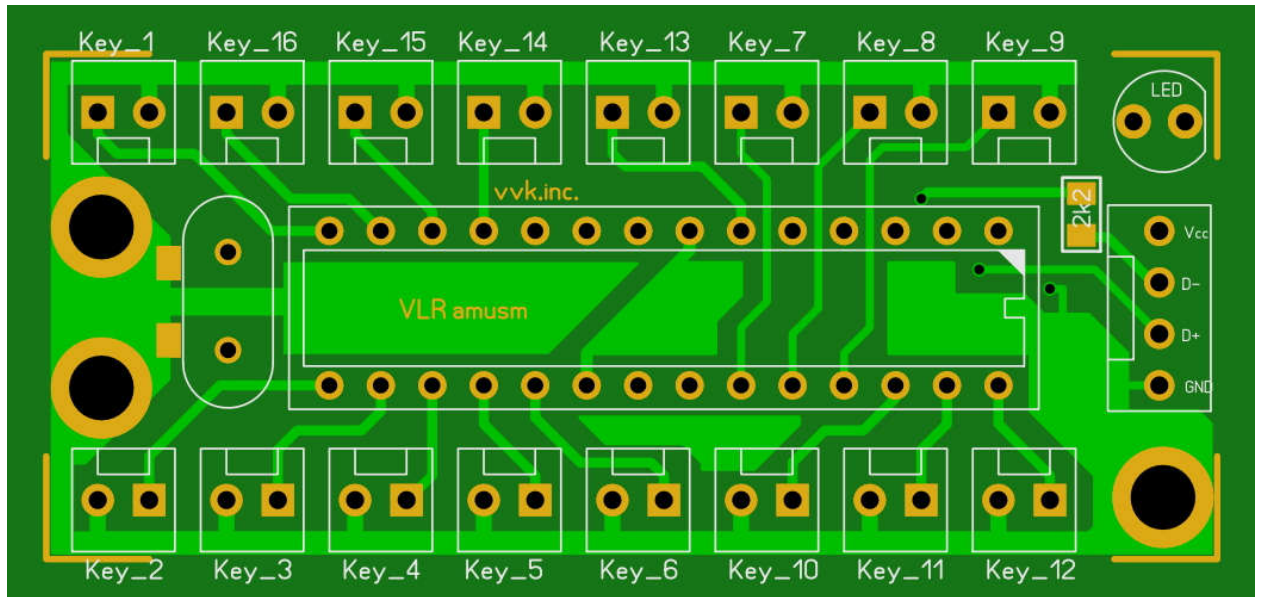 Key_1 Key_16 Key_15 Key_14 Key_13 Key_7 Key_8 Key_9
LED
vvk.inc.
2k2
Vcc
D-
VLR amusm
D+
GND
Key_2 Key_3 Key_4 Key_5 Key_6 Key_10 Key_11 Key_12